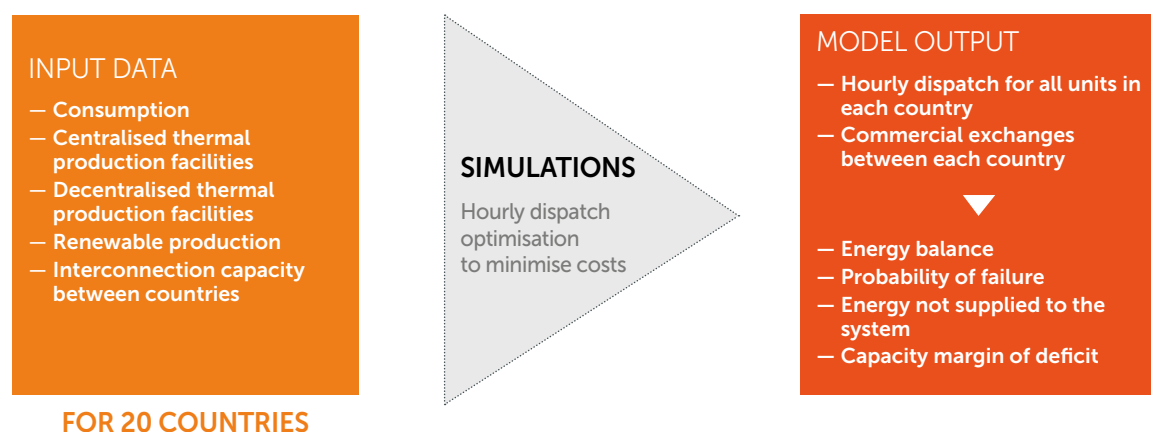 INPUT DATA
— Consumption
— Centralised thermal
production facilities
— Decentralised thermal
production facilities
— Renewable production
— Interconnection capacity
between countries
FOR 20 COUNTRIES
SIMULATIONS
Hourly dispatch
optimisation
to minimise costs
MODEL OUTPUT
— Hourly dispatch for all units in
each country
— Commercial exchanges
between each country
— Energy balance
— Probability of failure
— Energy not supplied to the
system
— Capacity margin of deficit